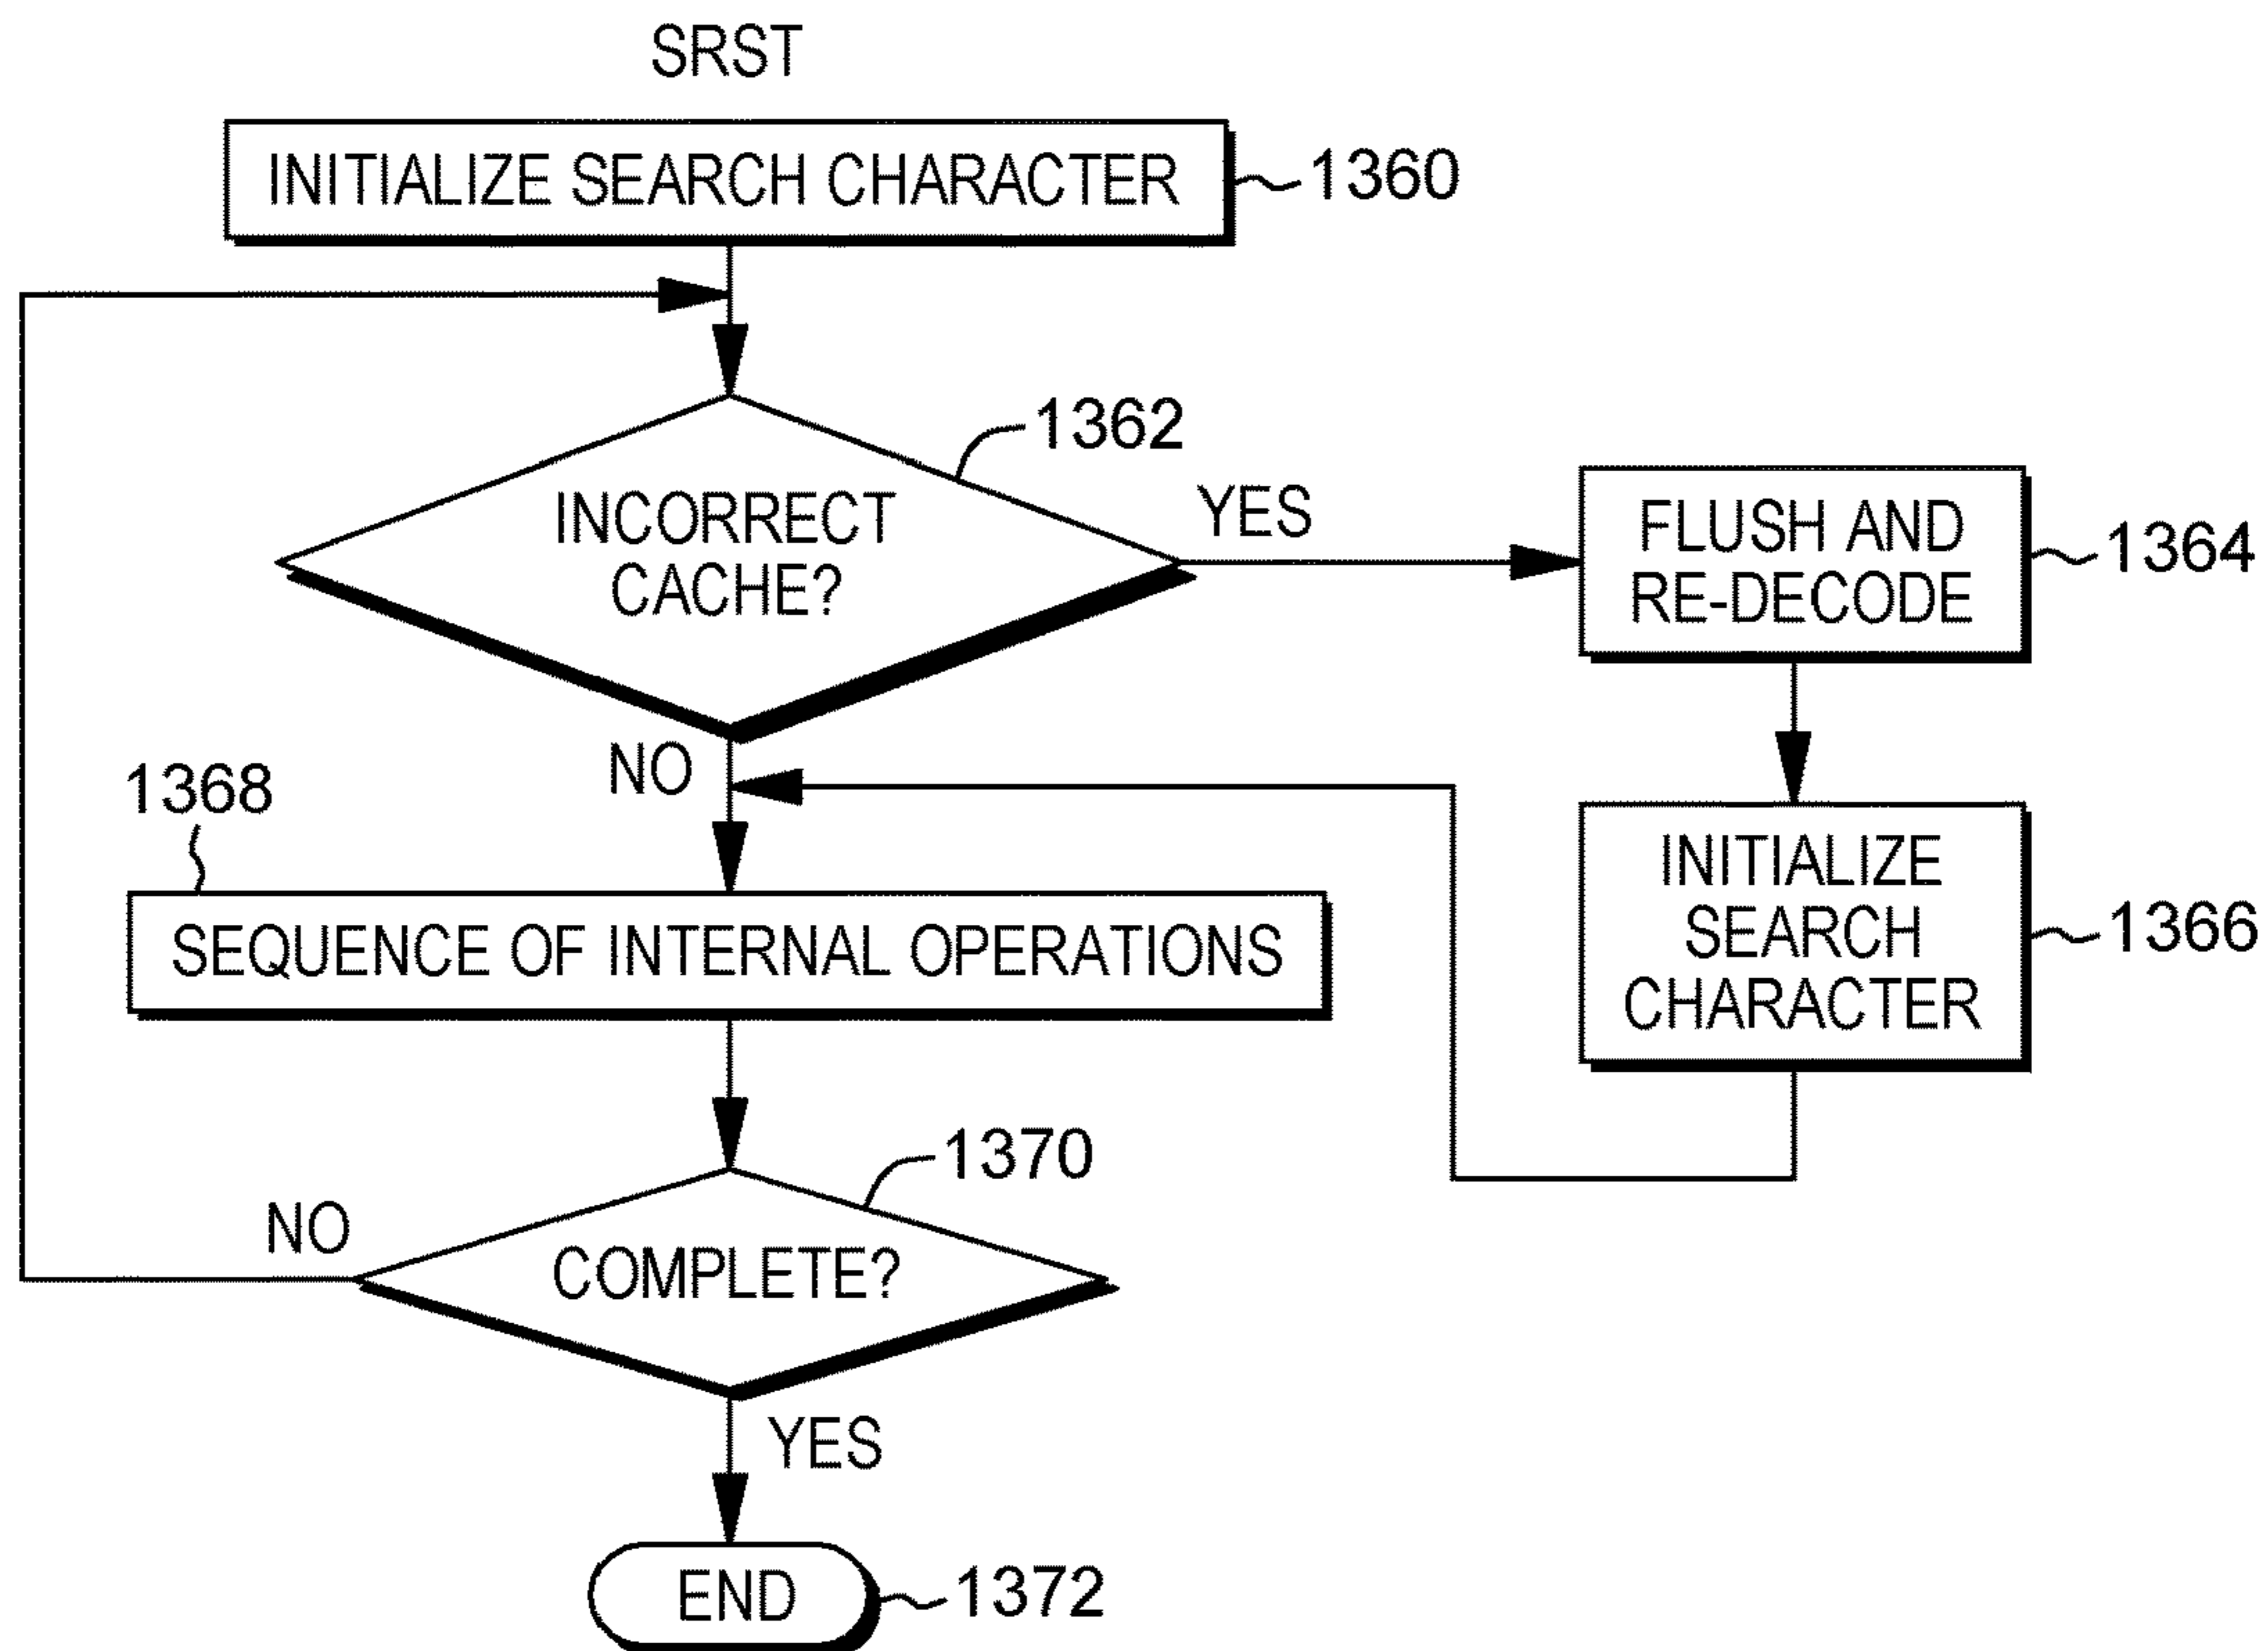 SRST
INITIALIZE SEARCH CHARACTER
1360
1362
INCORRECT
CACHE?
YES
FLUSH AND
RE-DECODE
1364
NO
1368
INITIALIZE
SEARCH
CHARACTER
1366
SEQUENCE OF INTERNAL OPERATIONS
1370
NO
COMPLETE?
YES
END
1372